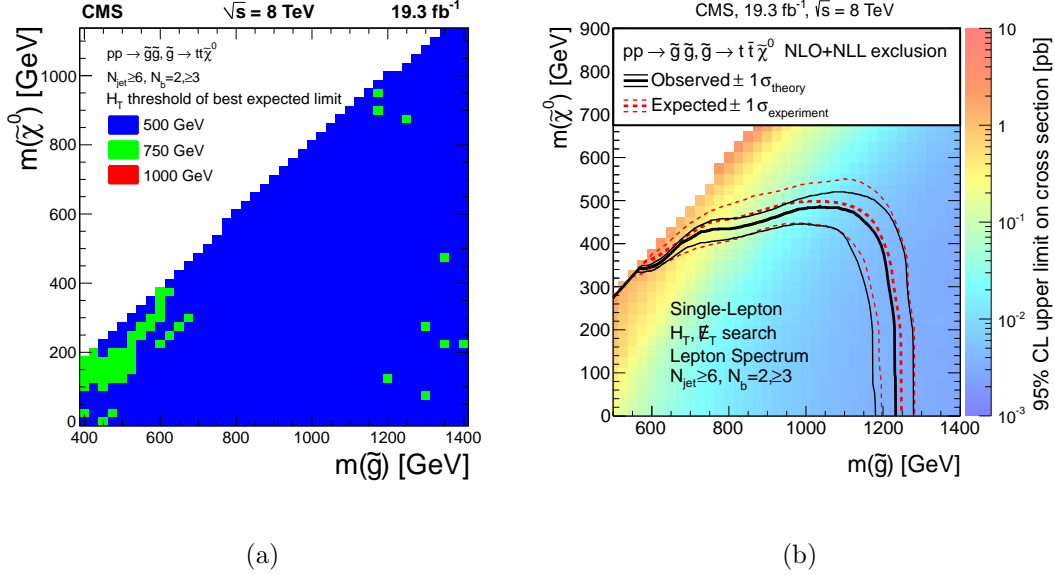 CMS √s = 8 TeV 19.3 fb⁻¹
pp → g̃g̃, g̃ → tt̃χ̃⁰
N_jet≥6, N_b=2,≥3
H_T threshold of best expected limit
500 GeV
750 GeV
1000 GeV
m(χ̃⁰) [GeV]
1000
800
600
400
200
0
400 600 800 1000 1200 1400
m(g̃) [GeV]
(a)
CMS, 19.3 fb⁻¹, √s = 8 TeV
pp → g̃ g̃, g̃ → t t̄ χ̃⁰ NLO+NLL exclusion
Observed ± 1σ_theory
Expected ± 1σ_experiment
Single-Lepton
H_T, E̸_T search
Lepton Spectrum
N_jet≥6, N_b=2,≥3
m(χ̃⁰) [GeV]
900
800
700
600
500
400
300
200
100
0
600 800 1000 1200 1400
m(g̃) [GeV]
10
1
10⁻¹
10⁻²
10⁻³
95% CL upper limit on cross section [pb]
(b)